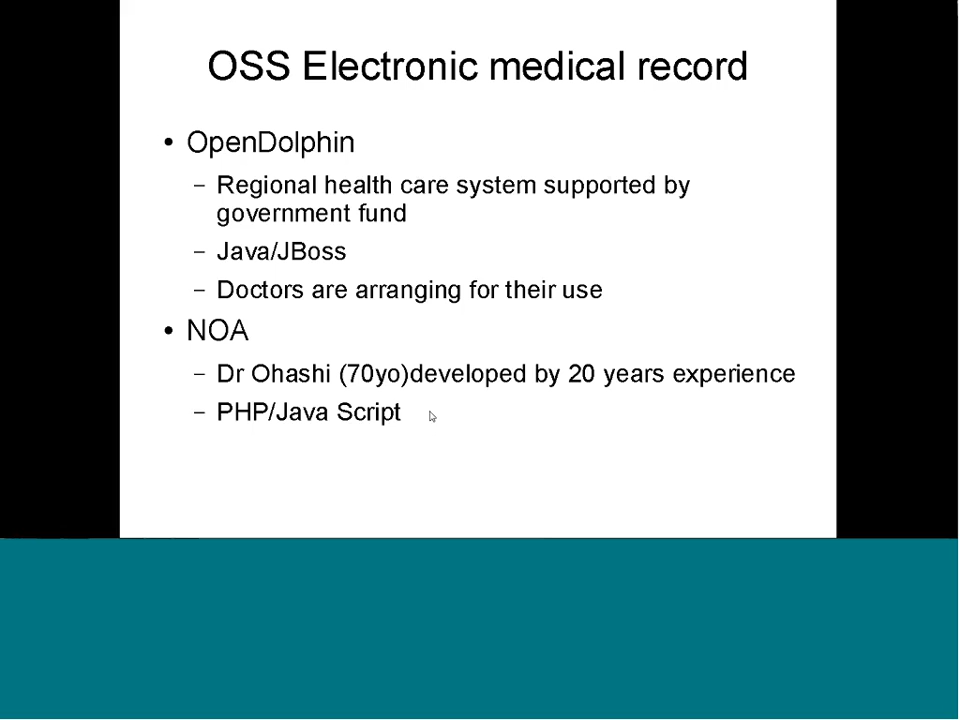 OSS Electronic medical record
• OpenDolphin
– Regional health care system supported by
government fund
– Java/JBoss
– Doctors are arranging for their use
• NOA
– Dr Ohashi (70yo)developed by 20 years experience
– PHP/Java Script